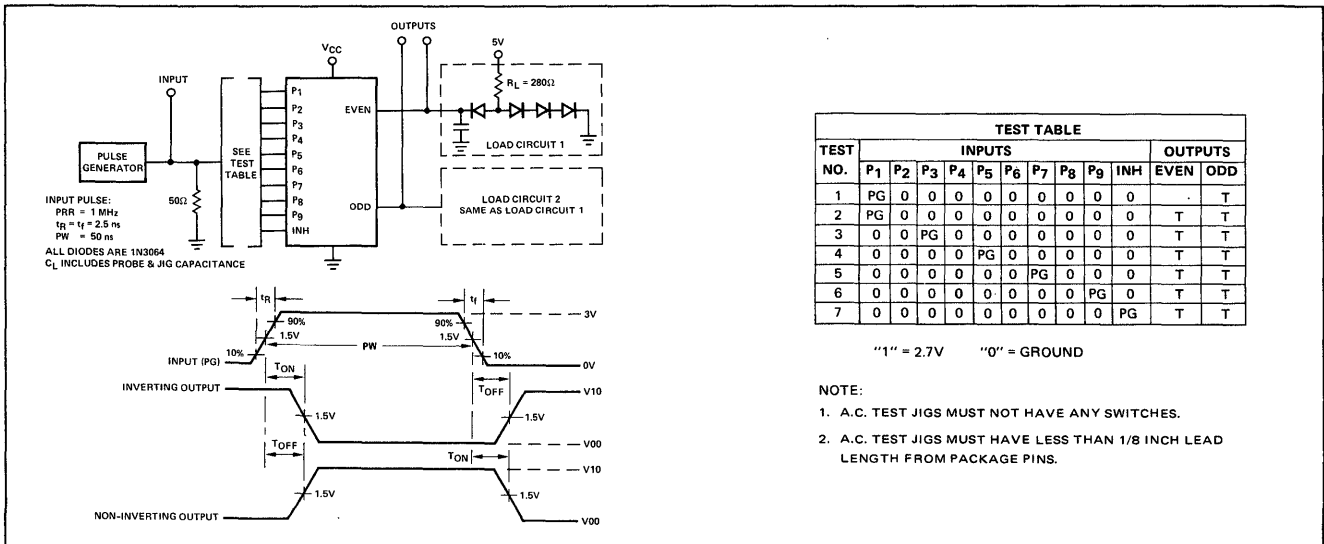 OUTPUTS
VCC
5V
INPUT
RL = 280Ω
P1
P2
P3
P4
P5
P6
P7
P8
P9
INH
EVEN
ODD
PULSE
GENERATOR
SEE
TEST
TABLE
50Ω
LOAD CIRCUIT 1
LOAD CIRCUIT 2
SAME AS LOAD CIRCUIT 1
INPUT PULSE:
PRR = 1 MHz
tR = tf = 2.5 ns
PW = 50 ns
ALL DIODES ARE 1N3064
CL INCLUDES PROBE & JIG CAPACITANCE
tR
tf
3V
90%
90%
1.5V
1.5V
PW
10%
10%
INPUT (PG)
0V
TON
TOFF
INVERTING OUTPUT
V10
1.5V
1.5V
V00
TOFF
TON
V10
1.5V
1.5V
NON-INVERTING OUTPUT
V00
TEST TABLE
TEST NO. INPUTS OUTPUTS
P1 P2 P3 P4 P5 P6 P7 P8 P9 INH EVEN ODD
1 PG 0 0 0 0 0 0 0 0 0 T
2 PG 0 0 0 0 0 0 0 0 0 T T
3 0 0 PG 0 0 0 0 0 0 0 T T
4 0 0 0 0 PG 0 0 0 0 0 T T
5 0 0 0 0 0 0 PG 0 0 0 T T
6 0 0 0 0 0 0 0 0 PG 0 T T
7 0 0 0 0 0 0 0 0 0 PG T T
"1" = 2.7V "0" = GROUND
NOTE:
1. A.C. TEST JIGS MUST NOT HAVE ANY SWITCHES.
2. A.C. TEST JIGS MUST HAVE LESS THAN 1/8 INCH LEAD
LENGTH FROM PACKAGE PINS.